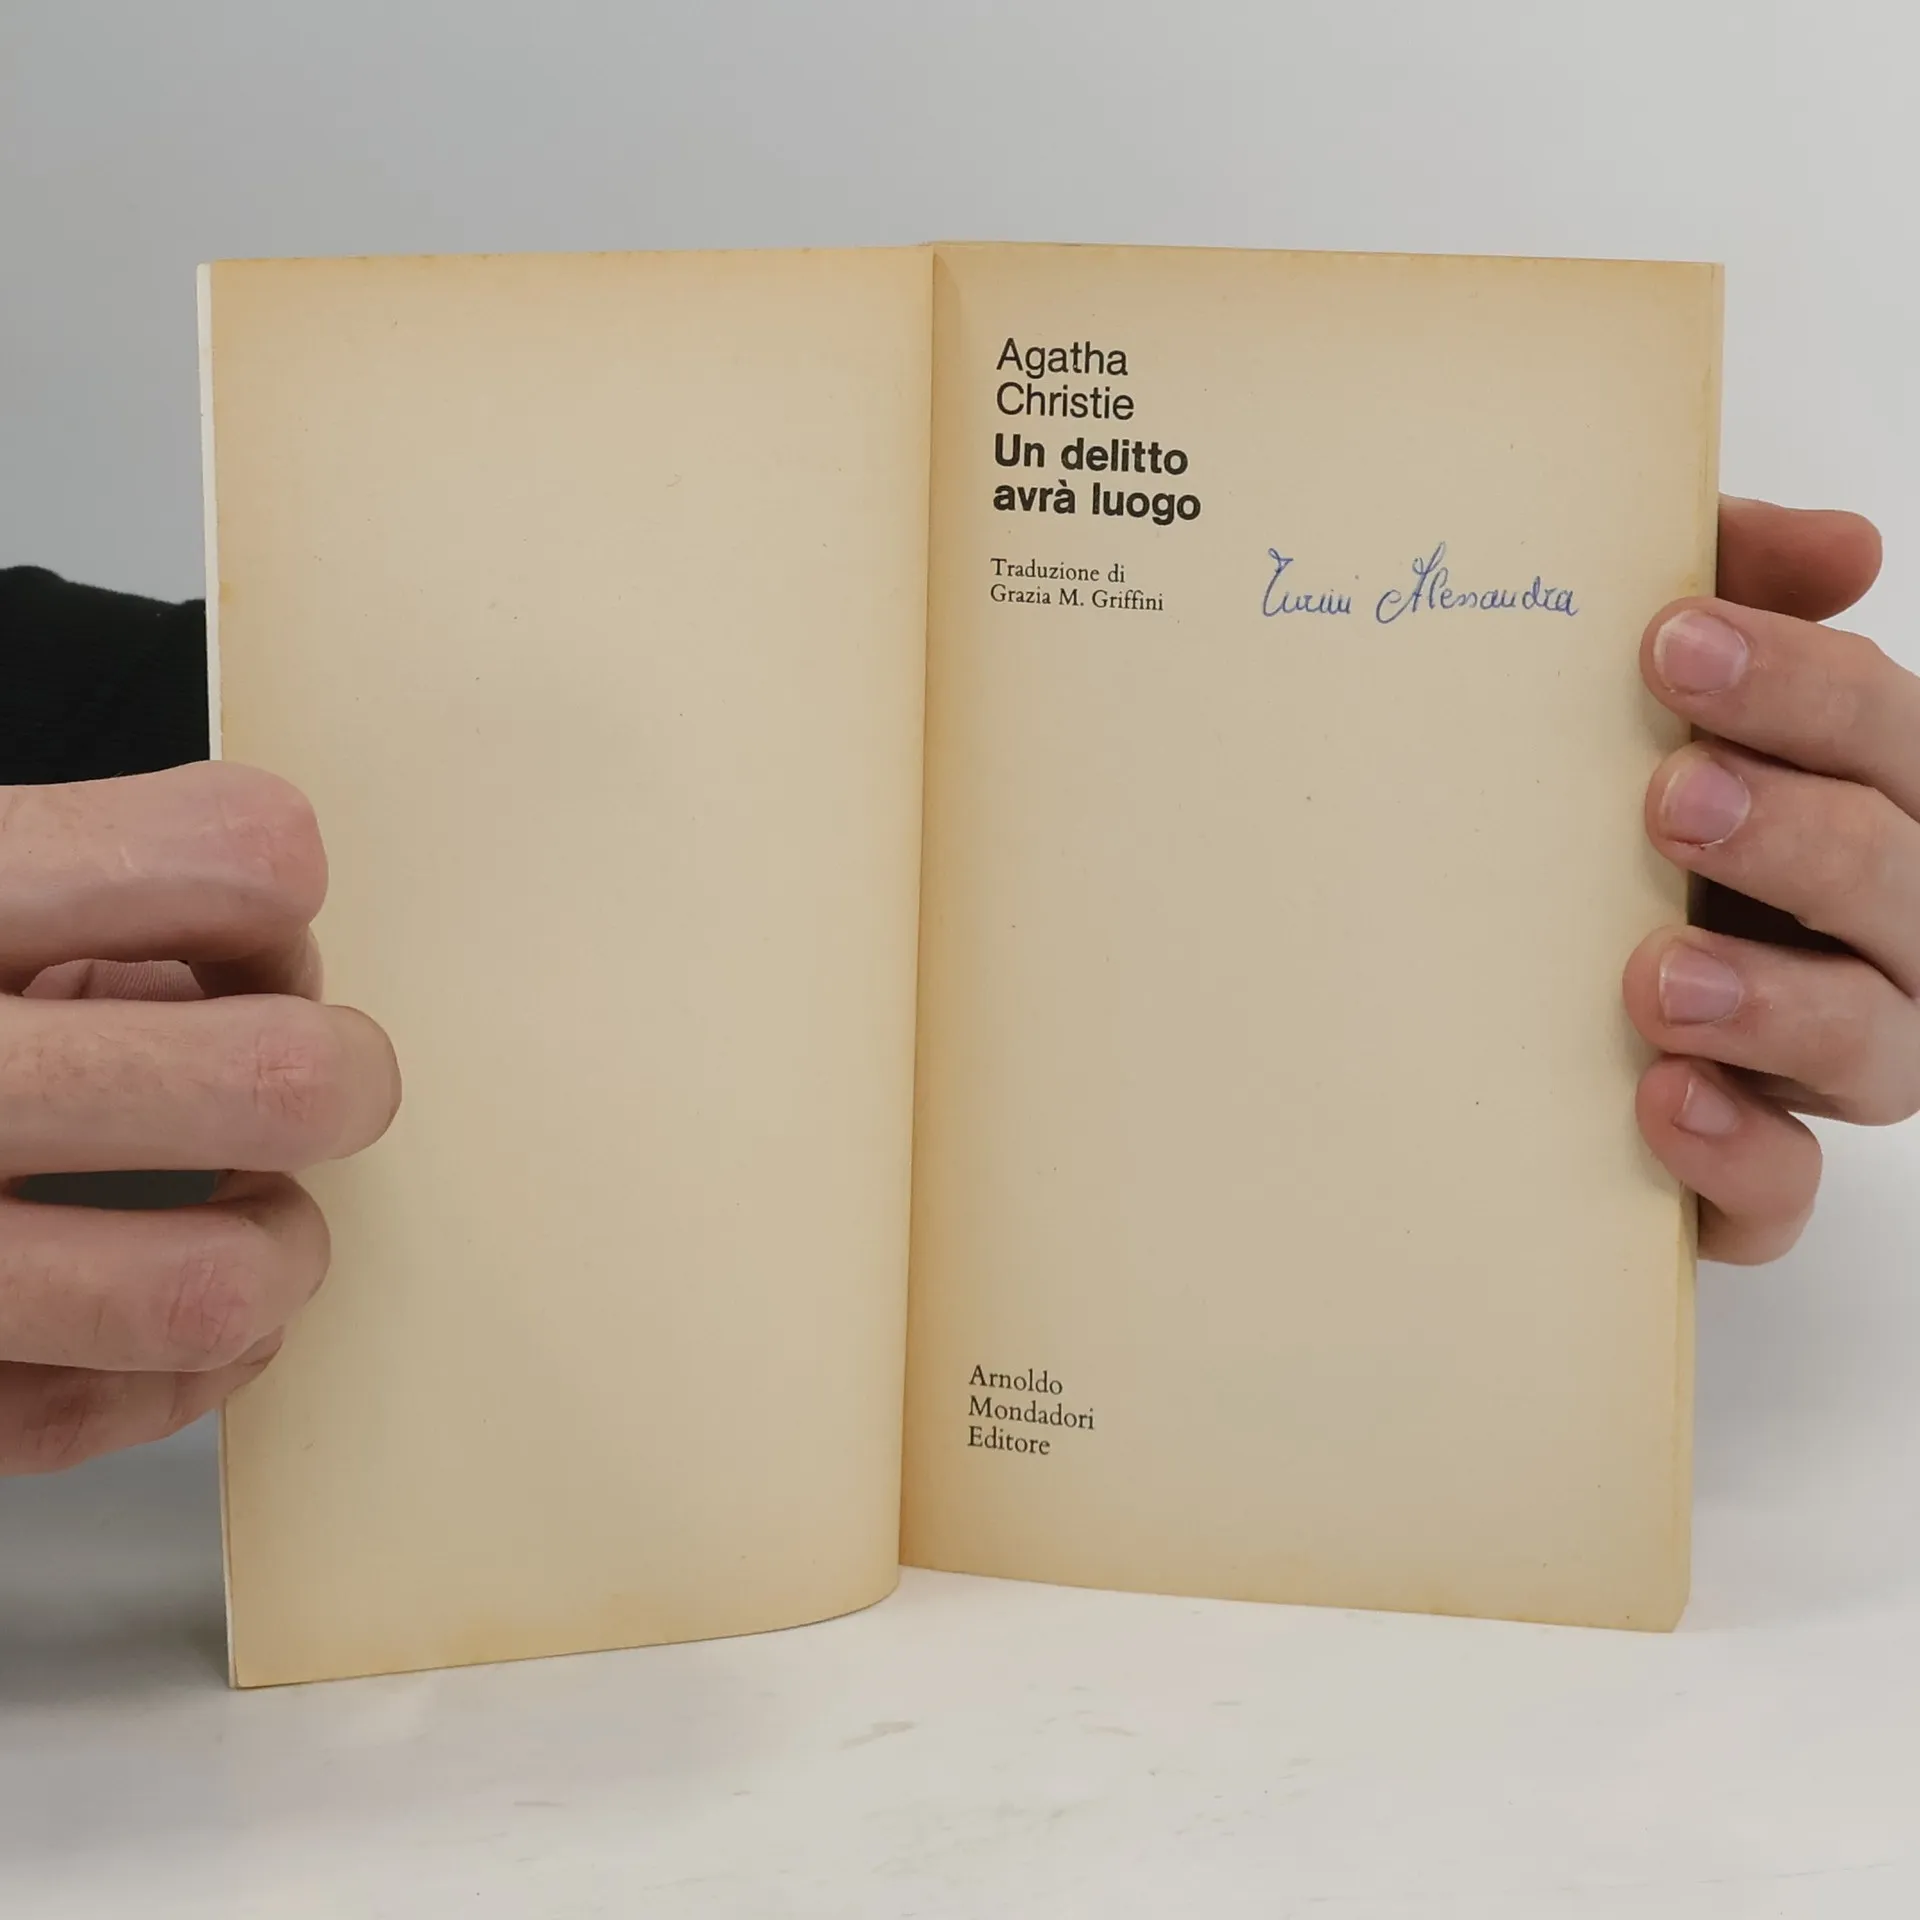 Agatha
Christie
Un delitto
avrà luogo
Traduzione di
Grazia M. Griffini
Alessandra
Arnoldo
Mondadori
Editore